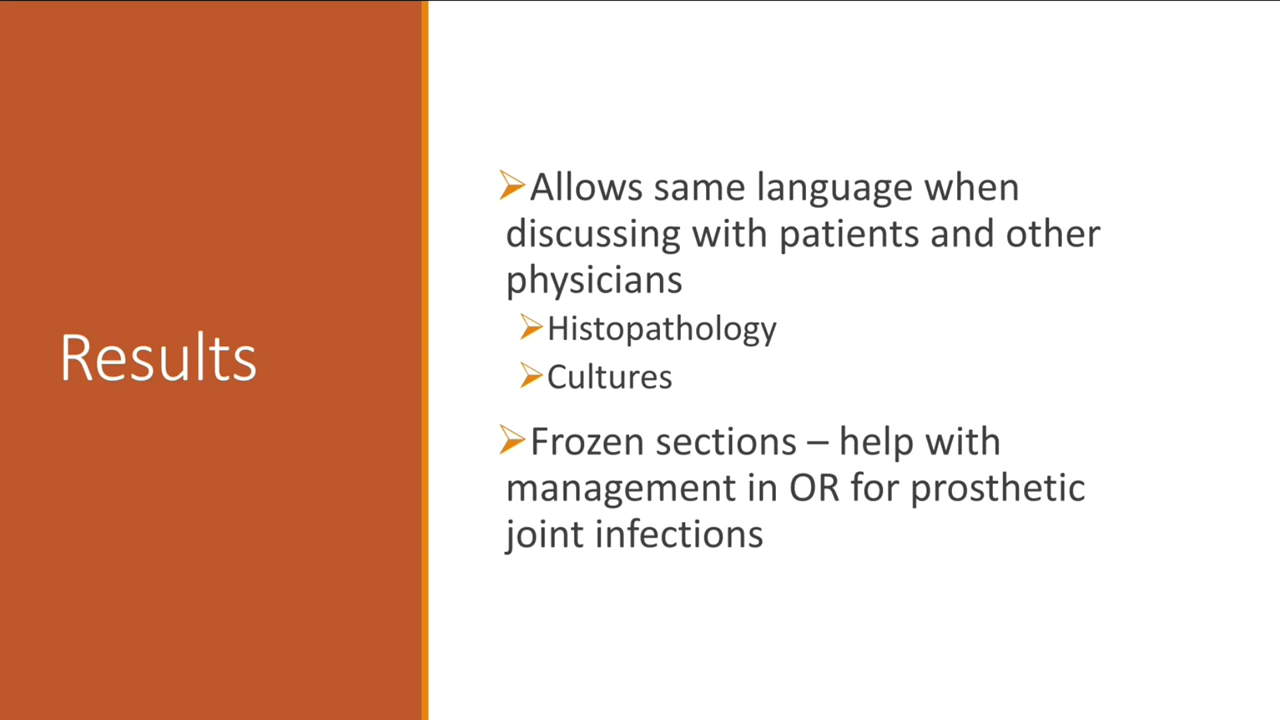 Results
Allows same language when
discussing with patients and other
physicians
Histopathology
Cultures
Frozen sections – help with
management in OR for prosthetic
joint infections